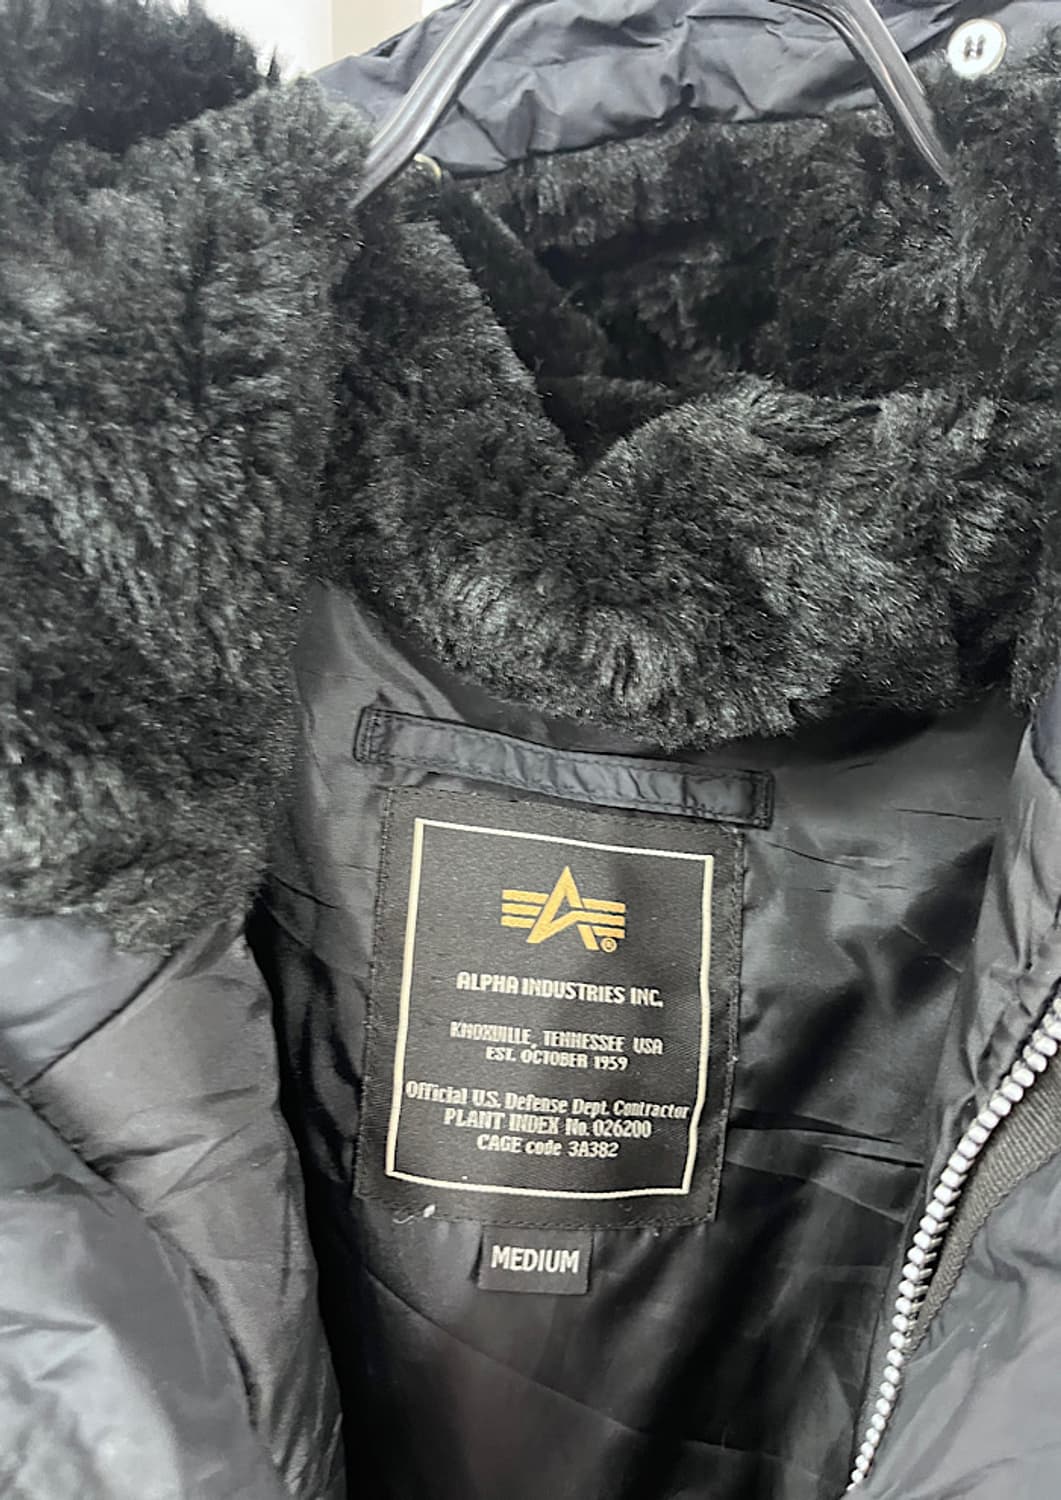 ®
ALPHA INDUSTRIES INC.
KNOXVILLE, TENNESSEE USA
EST. OCTOBER 1959
Official U.S. Defense Dept. Contractor
PLANT INDEX No. 026200
CAGE code 3A382
MEDIUM